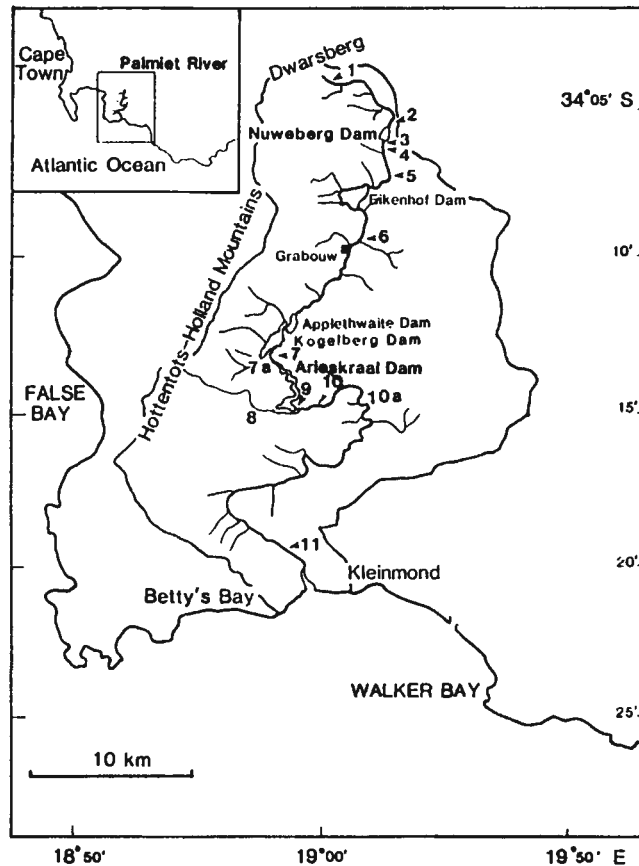 Cape Town
Palmiet River
Atlantic Ocean
Dwarsberg
1
34°05' S
2
Nuweberg Dam
3
4
5
Eikenhof Dam
6
Grabouw
10'
Hottentots-Holland Mountains
Applethwaite Dam
Kogelberg Dam
7
7a
Arieskraal Dam
9
10
10a
8
FALSE BAY
15'
11
20'
Kleinmond
Betty's Bay
WALKER BAY
25'
10 km
18°50'
19°00'
19°50' E